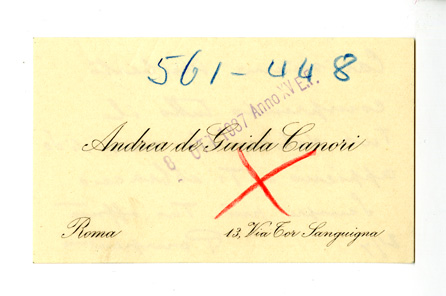 561-448
1937 Anno XV E.F.
Andrea de Guida Canori
Roma
13, Via Tor Sanguigna